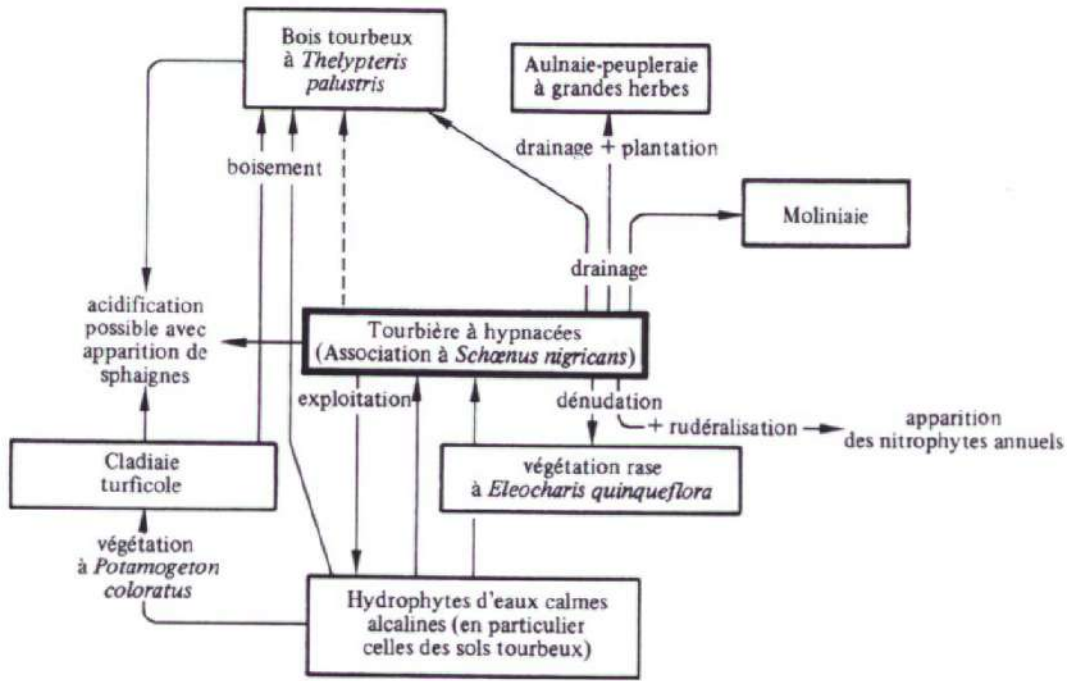 Bois tourbeux
à Thelypteris
palustris
Aulnaie-peupleraie
à grandes herbes
drainage + plantation
boisement
Moliniaie
drainage
acidification
possible avec
apparition de
sphaignes
Tourbière à hypnacées
(Association à Schœnus nigricans)
exploitation
dénudation
+ rudéralisation
apparition
des nitrophytes annuels
Cladiaie
turficole
végétation rase
à Eleocharis quinqueflora
végétation
à Potamogeton
coloratus
Hydrophytes d'eaux calmes
alcalines (en particulier
celles des sols tourbeux)